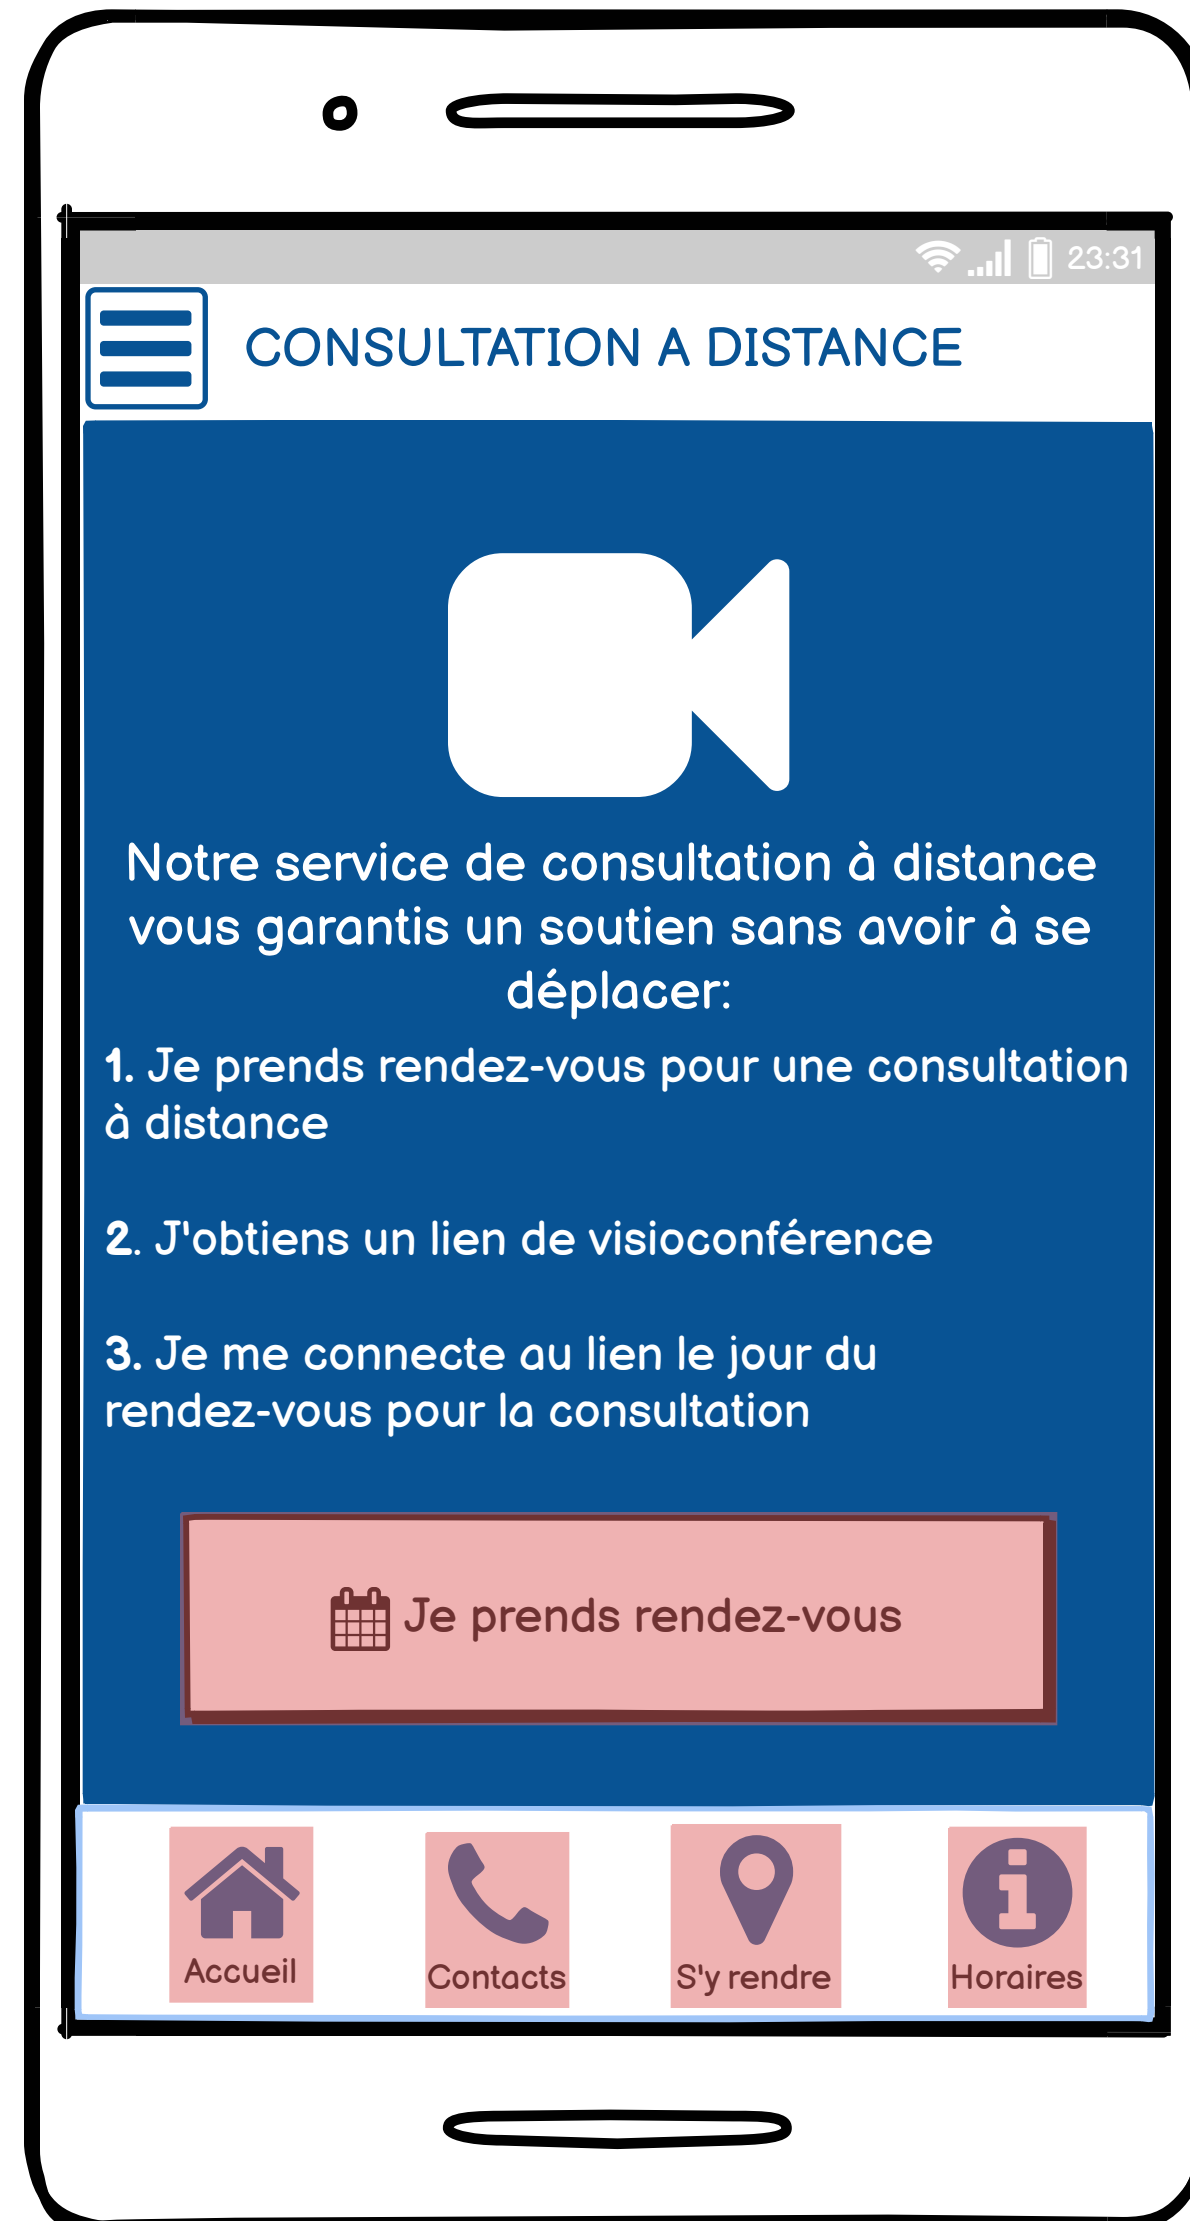 23:31
CONSULTATION A DISTANCE
Notre service de consultation à distance
vous garantis un soutien sans avoir à se
déplacer:
1. Je prends rendez-vous pour une consultation
à distance
2. J'obtiens un lien de visioconférence
3. Je me connecte au lien le jour du
rendez-vous pour la consultation
Je prends rendez-vous
Accueil
Contacts
S'y rendre
Horaires